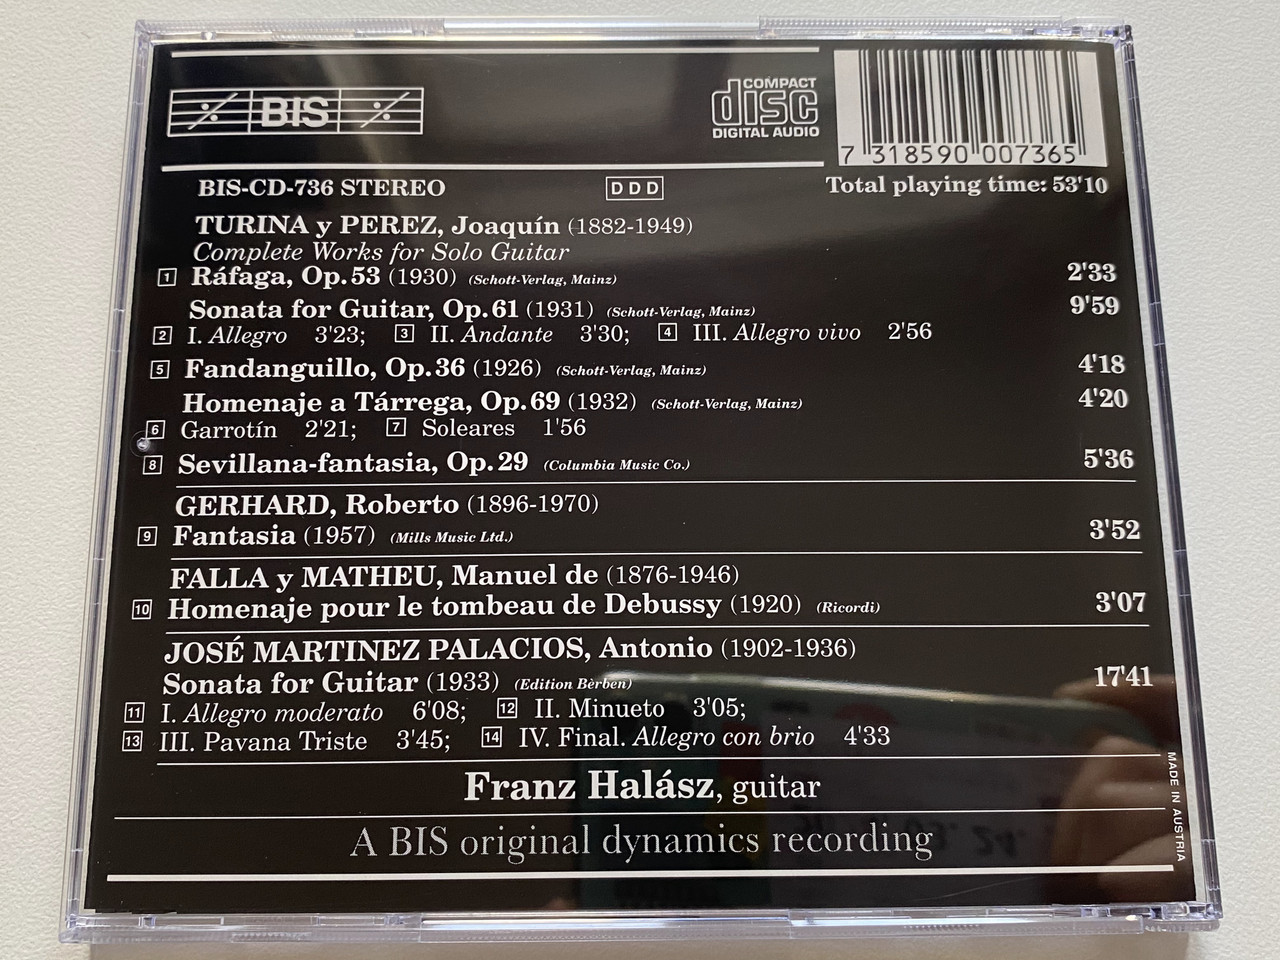 BIS
COMPACT
disc
DIGITAL AUDIO
7 318590 007365
BIS-CD-736 STEREO DDD Total playing time: 53'10
TURINA y PEREZ, Joaquín (1882-1949)
Complete Works for Solo Guitar
1 Ráfaga, Op. 53 (1930) (Schott-Verlag, Mainz) 2'33
Sonata for Guitar, Op. 61 (1931) (Schott-Verlag, Mainz) 9'59
2 I. Allegro 3'23; 3 II. Andante 3'30; 4 III. Allegro vivo 2'56
5 Fandanguillo, Op. 36 (1926) (Schott-Verlag, Mainz) 4'18
Homenaje a Tárrega, Op. 69 (1932) (Schott-Verlag, Mainz) 4'20
6 Garrotín 2'21; 7 Soleares 1'56
8 Sevillana-fantasia, Op. 29 (Columbia Music Co.) 5'36
GERHARD, Roberto (1896-1970)
9 Fantasia (1957) (Mills Music Ltd.) 3'52
FALLA y MATHEU, Manuel de (1876-1946)
10 Homenaje pour le tombeau de Debussy (1920) (Ricordi) 3'07
JOSÉ MARTINEZ PALACIOS, Antonio (1902-1936)
Sonata for Guitar (1933) (Edition Bèrben) 17'41
11 I. Allegro moderato 6'08; 12 II. Minueto 3'05;
13 III. Pavana Triste 3'45; 14 IV. Final. Allegro con brio 4'33
Franz Halász, guitar
A BIS original dynamics recording
MADE IN AUSTRIA